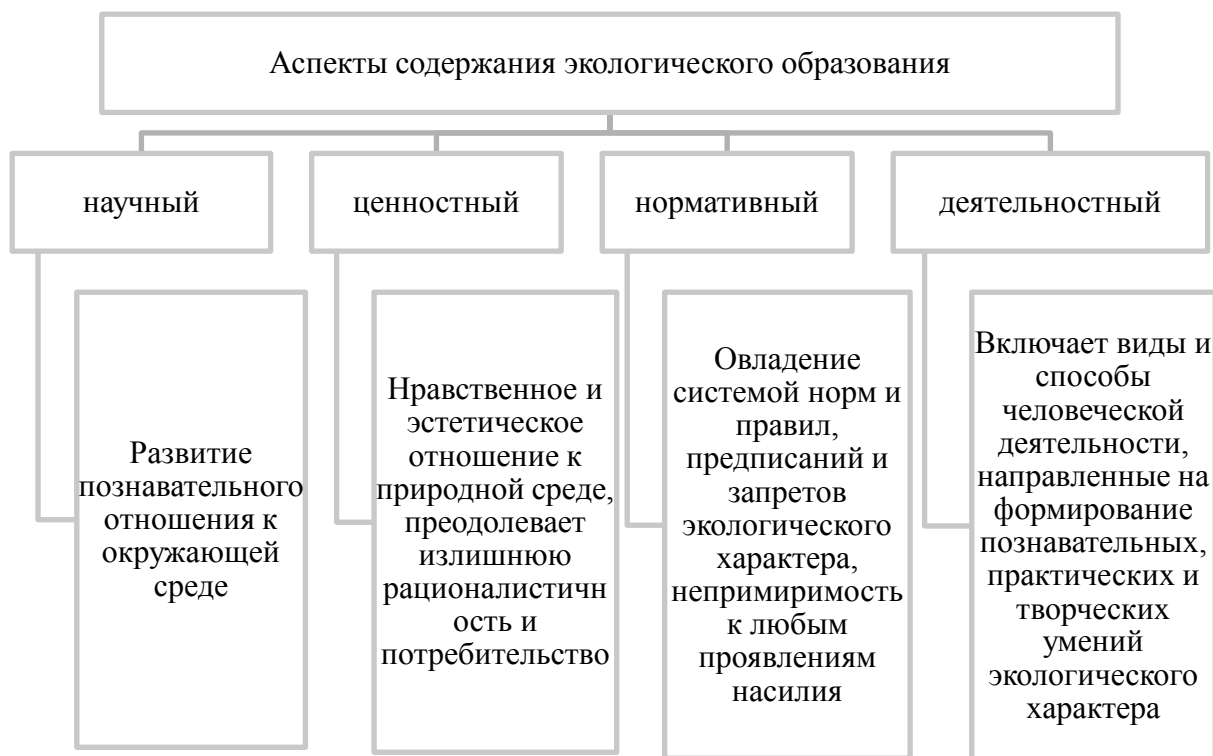 Аспекты содержания экологического образования
научный
ценностный
нормативный
деятельностный
Развитие
познавательного
отношения к
окружающей
среде
Нравственное и
эстетическое
отношение к
природной среде,
преодолевает
излишнюю
рационалистичн
ость и
потребительство
Овладение
системой норм и
правил,
предписаний и
запретов
экологического
характера,
непримиримость
к любым
проявлениям
насилия
Включает виды и
способы
человеческой
деятельности,
направленные на
формирование
познавательных,
практических и
творческих
умений
экологического
характера